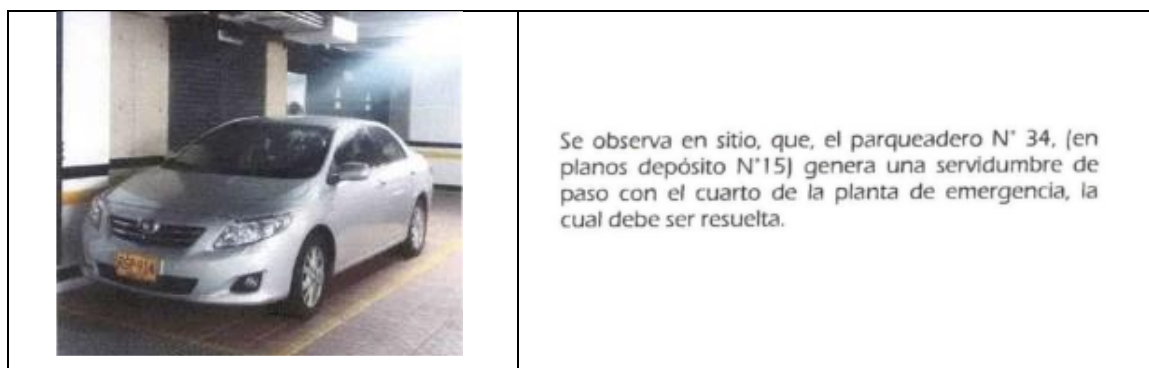 Se observa en sitio, que, el parqueadero N° 34, (en
planos depósito N°15) genera una servidumbre de
paso con el cuarto de la planta de emergencia, la
cual debe ser resuelta.